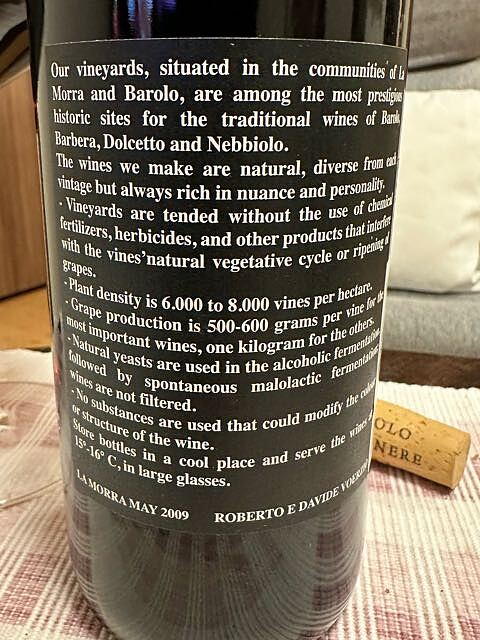 Our vineyards, situated in the communities of La
Morra and Barolo, are among the most prestigious
historic sites for the traditional wines of Barolo,
Barbera, Dolcetto and Nebbiolo.
The wines we make are natural, diverse from each
vintage but always rich in nuance and personality.
- Vineyards are tended without the use of chemical
fertilizers, herbicides, and other products that interfere
with the vines'natural vegetative cycle or ripening of
grapes.
-Plant density is 6.000 to 8.000 vines per hectare.
- Grape production is 500-600 grams per vine for the
most important wines, one kilogram for the others.
-Natural yeasts are used in the alcoholic fermentation,
followed by spontaneous malolactic fermentation
wines are not filtered.
- No substances are used that could modify the colour
or structure of the wine.
Store bottles in a cool place and serve the wines at
15°-16° C, in large glasses.
LA MORRA MAY 2009 ROBERTO E DAVIDE VOERZIO
OLO
NERE